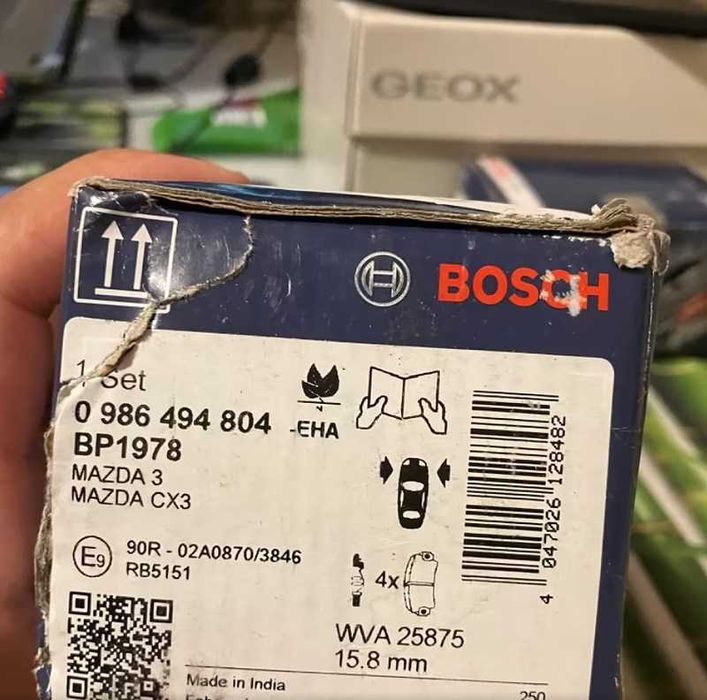 GEOX
BOSCH
1 Set
0 986 494 804 -EHA
BP1978
MAZDA 3
MAZDA CX3
E9
90R - 02A0870/3846
RB5151
4x
4 047026 128482
WVA 25875
15.8 mm
Made in India
250